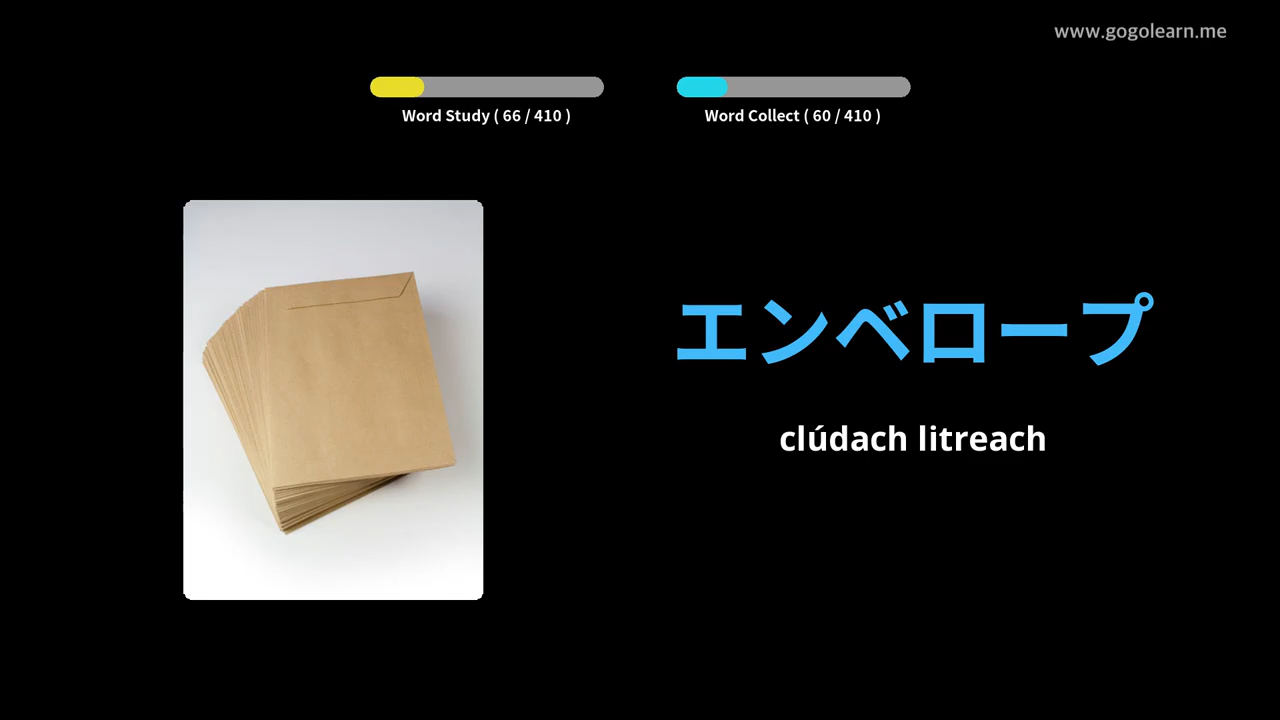 www.gogolearn.me
Word Study ( 66 / 410 )
Word Collect ( 60 / 410 )
エンベロープ
clúdach litreach